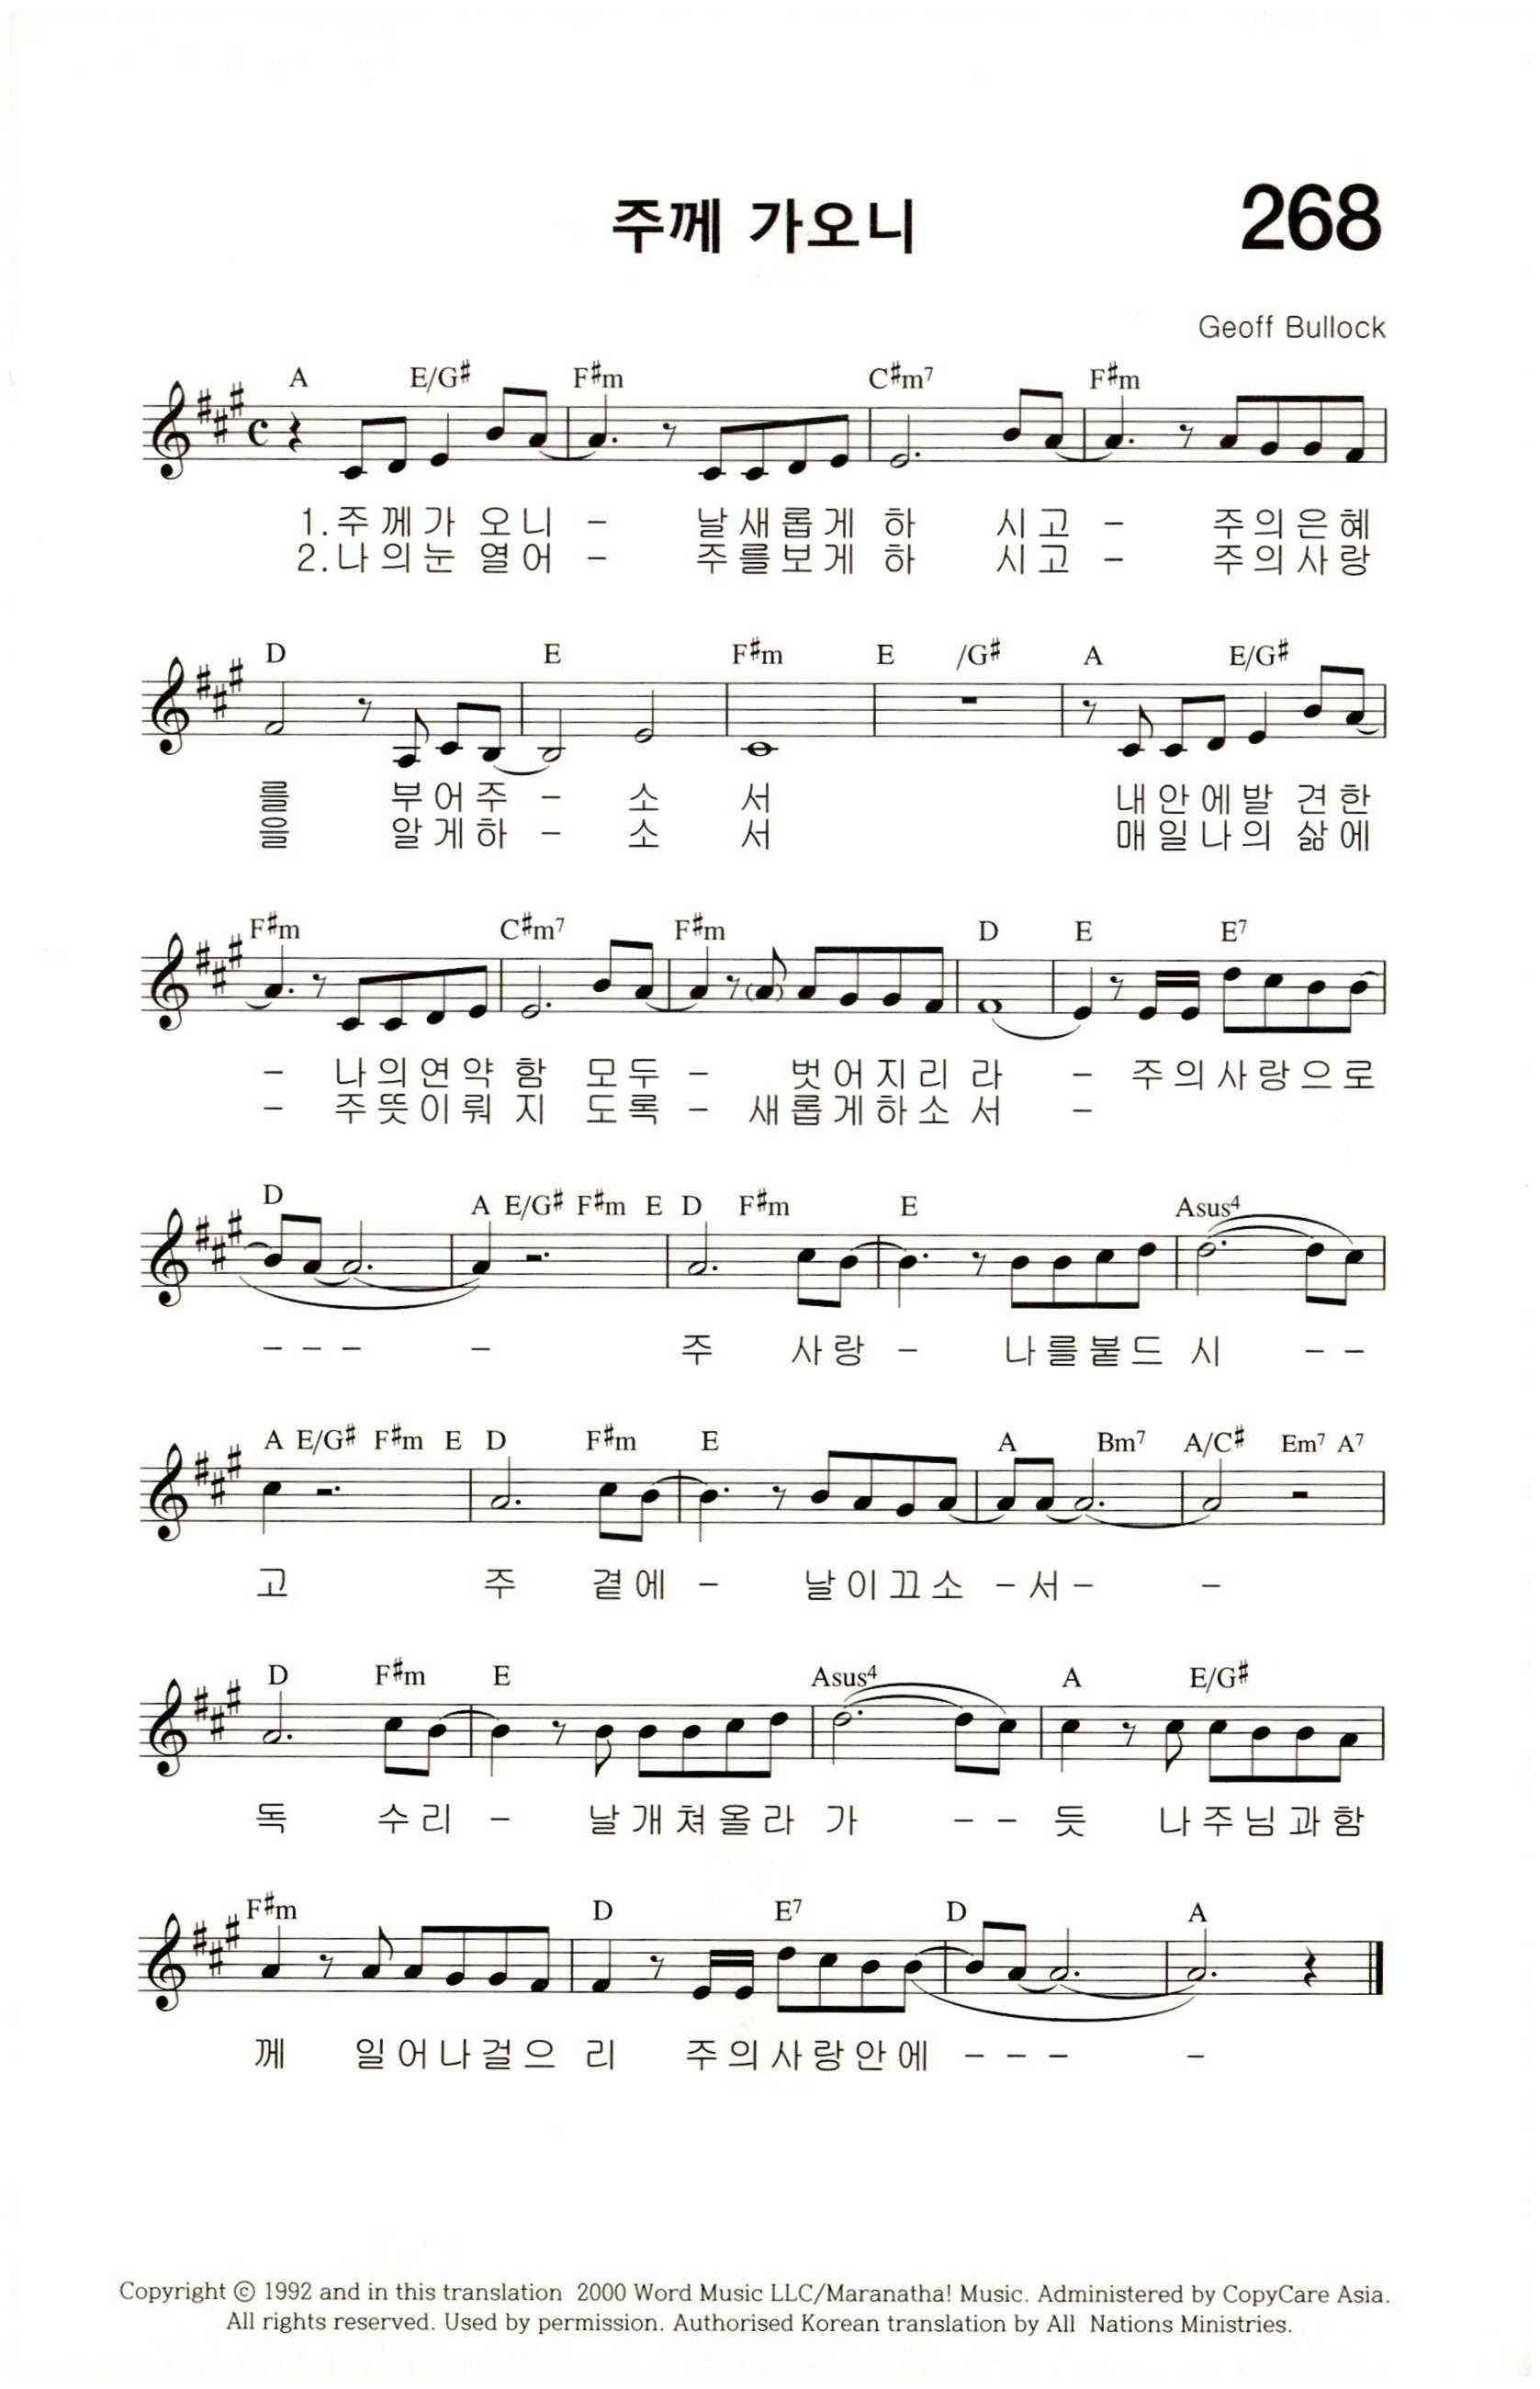 주께 가오니
268
Geoff Bullock
A E/G# F#m C#m7 F#m
1.주께가 오니 - 날새롭게 하 시고 - 주의은혜
2.나의눈 열어 - 주를보게 하 시고 - 주의사랑
D E F#m E /G# A E/G#
를 부어주 - 소 서 내안에발 견한
을 알게하 - 소 서 매일나의 삶에
F#m C#m7 F#m D E E7
- 나의연약 함 모두 - 벗어지리 라 - 주의사랑으로
- 주뜻이뤄 지 도록 - 새롭게하소 서 -
D A E/G# F#m E D F#m E Asus4
- - - - 주 사랑 - 나를붙드 시 - -
A E/G# F#m E D F#m E A Bm7 A/C# Em7 A7
고 주 곁에 - 날이끄소 -서- -
D F#m E Asus4 A E/G#
독 수리 - 날개쳐올라 가 - - 듯 나주님과함
F#m D E7 D A
께 일어나걸으 리 주의사랑안에 - - - -
Copyright © 1992 and in this translation 2000 Word Music LLC/Maranatha! Music. Administered by CopyCare Asia.
All rights reserved. Used by permission. Authorised Korean translation by All Nations Ministries.